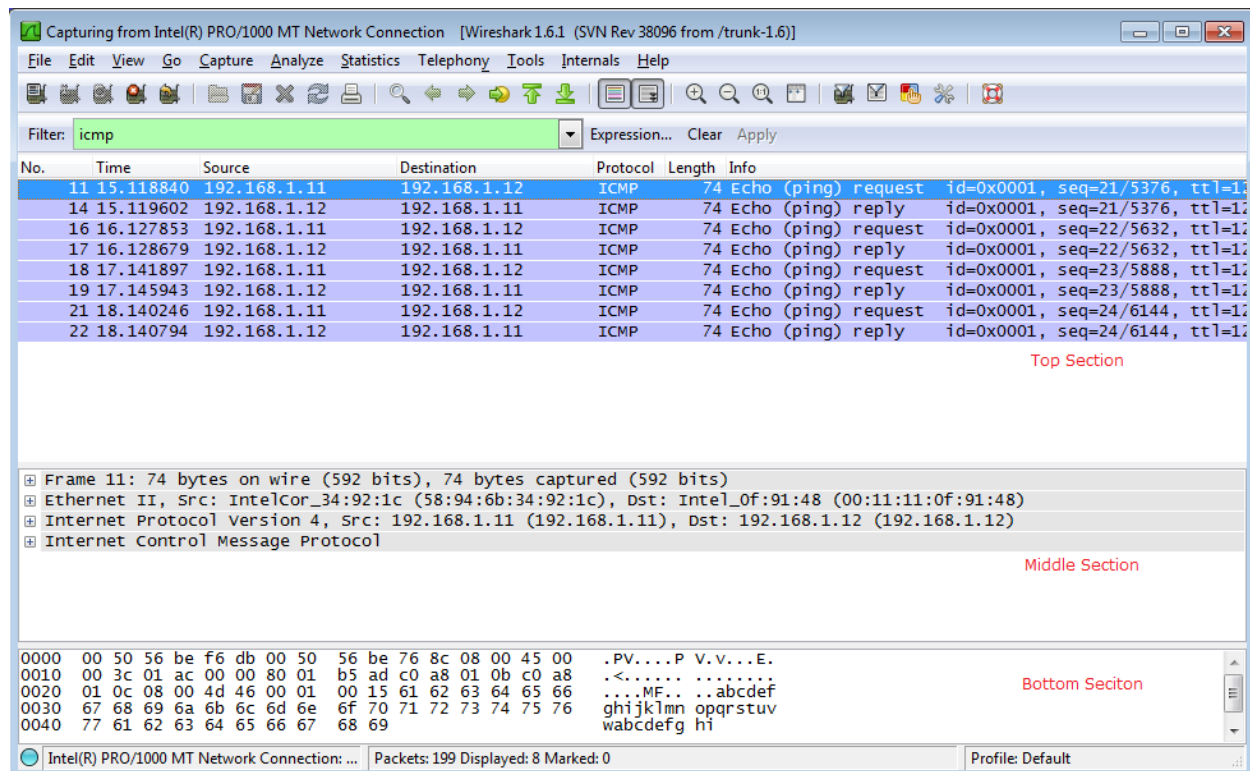 Capturing from Intel(R) PRO/1000 MT Network Connection [Wireshark 1.6.1 (SVN Rev 38096 from /trunk-1.6)]
File Edit View Go Capture Analyze Statistics Telephony Tools Internals Help
Filter: icmp Expression... Clear Apply
No. Time Source Destination Protocol Length Info
11 15.118840 192.168.1.11 192.168.1.12 ICMP 74 Echo (ping) request id=0x0001, seq=21/5376, ttl=12
14 15.119602 192.168.1.12 192.168.1.11 ICMP 74 Echo (ping) reply id=0x0001, seq=21/5376, ttl=12
16 16.127853 192.168.1.11 192.168.1.12 ICMP 74 Echo (ping) request id=0x0001, seq=22/5632, ttl=12
17 16.128679 192.168.1.12 192.168.1.11 ICMP 74 Echo (ping) reply id=0x0001, seq=22/5632, ttl=12
18 17.141897 192.168.1.11 192.168.1.12 ICMP 74 Echo (ping) request id=0x0001, seq=23/5888, ttl=12
19 17.145943 192.168.1.12 192.168.1.11 ICMP 74 Echo (ping) reply id=0x0001, seq=23/5888, ttl=12
21 18.140246 192.168.1.11 192.168.1.12 ICMP 74 Echo (ping) request id=0x0001, seq=24/6144, ttl=12
22 18.140794 192.168.1.12 192.168.1.11 ICMP 74 Echo (ping) reply id=0x0001, seq=24/6144, ttl=12
Top Section
Frame 11: 74 bytes on wire (592 bits), 74 bytes captured (592 bits)
Ethernet II, Src: IntelCor_34:92:1c (58:94:6b:34:92:1c), Dst: Intel_0f:91:48 (00:11:11:0f:91:48)
Internet Protocol Version 4, Src: 192.168.1.11 (192.168.1.11), Dst: 192.168.1.12 (192.168.1.12)
Internet Control Message Protocol
Middle Section
0000 00 50 56 be f6 db 00 50 56 be 76 8c 08 00 45 00 .PV....P V.v...E.
0010 00 3c 01 ac 00 00 80 01 b5 ad c0 a8 01 0b c0 a8 .<...... ........
0020 01 0c 08 00 4d 46 00 01 00 15 61 62 63 64 65 66 ....MF.. ..abcdef
0030 67 68 69 6a 6b 6c 6d 6e 6f 70 71 72 73 74 75 76 ghijklmn opqrstuv
0040 77 61 62 63 64 65 66 67 68 69 wabcdefg hi
Bottom Seciton
Intel(R) PRO/1000 MT Network Connection: ... Packets: 199 Displayed: 8 Marked: 0 Profile: Default